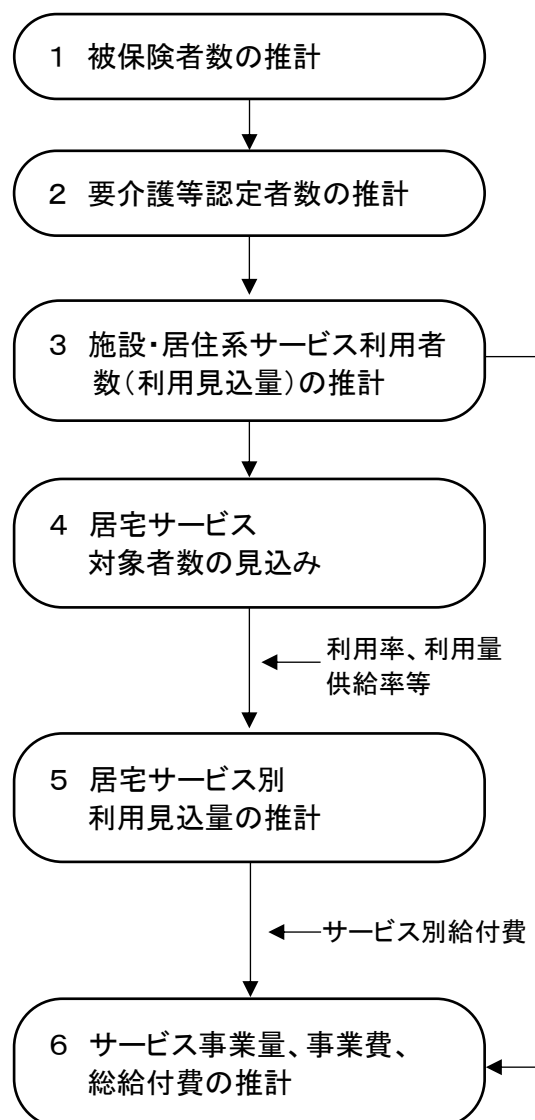 1 被保険者数の推計
2 要介護等認定者数の推計
3 施設・居住系サービス利用者
数(利用見込量)の推計
4 居宅サービス
対象者数の見込み
利用率、利用量
供給率等
5 居宅サービス別
利用見込量の推計
サービス別給付費
6 サービス事業量、事業費、
総給付費の推計